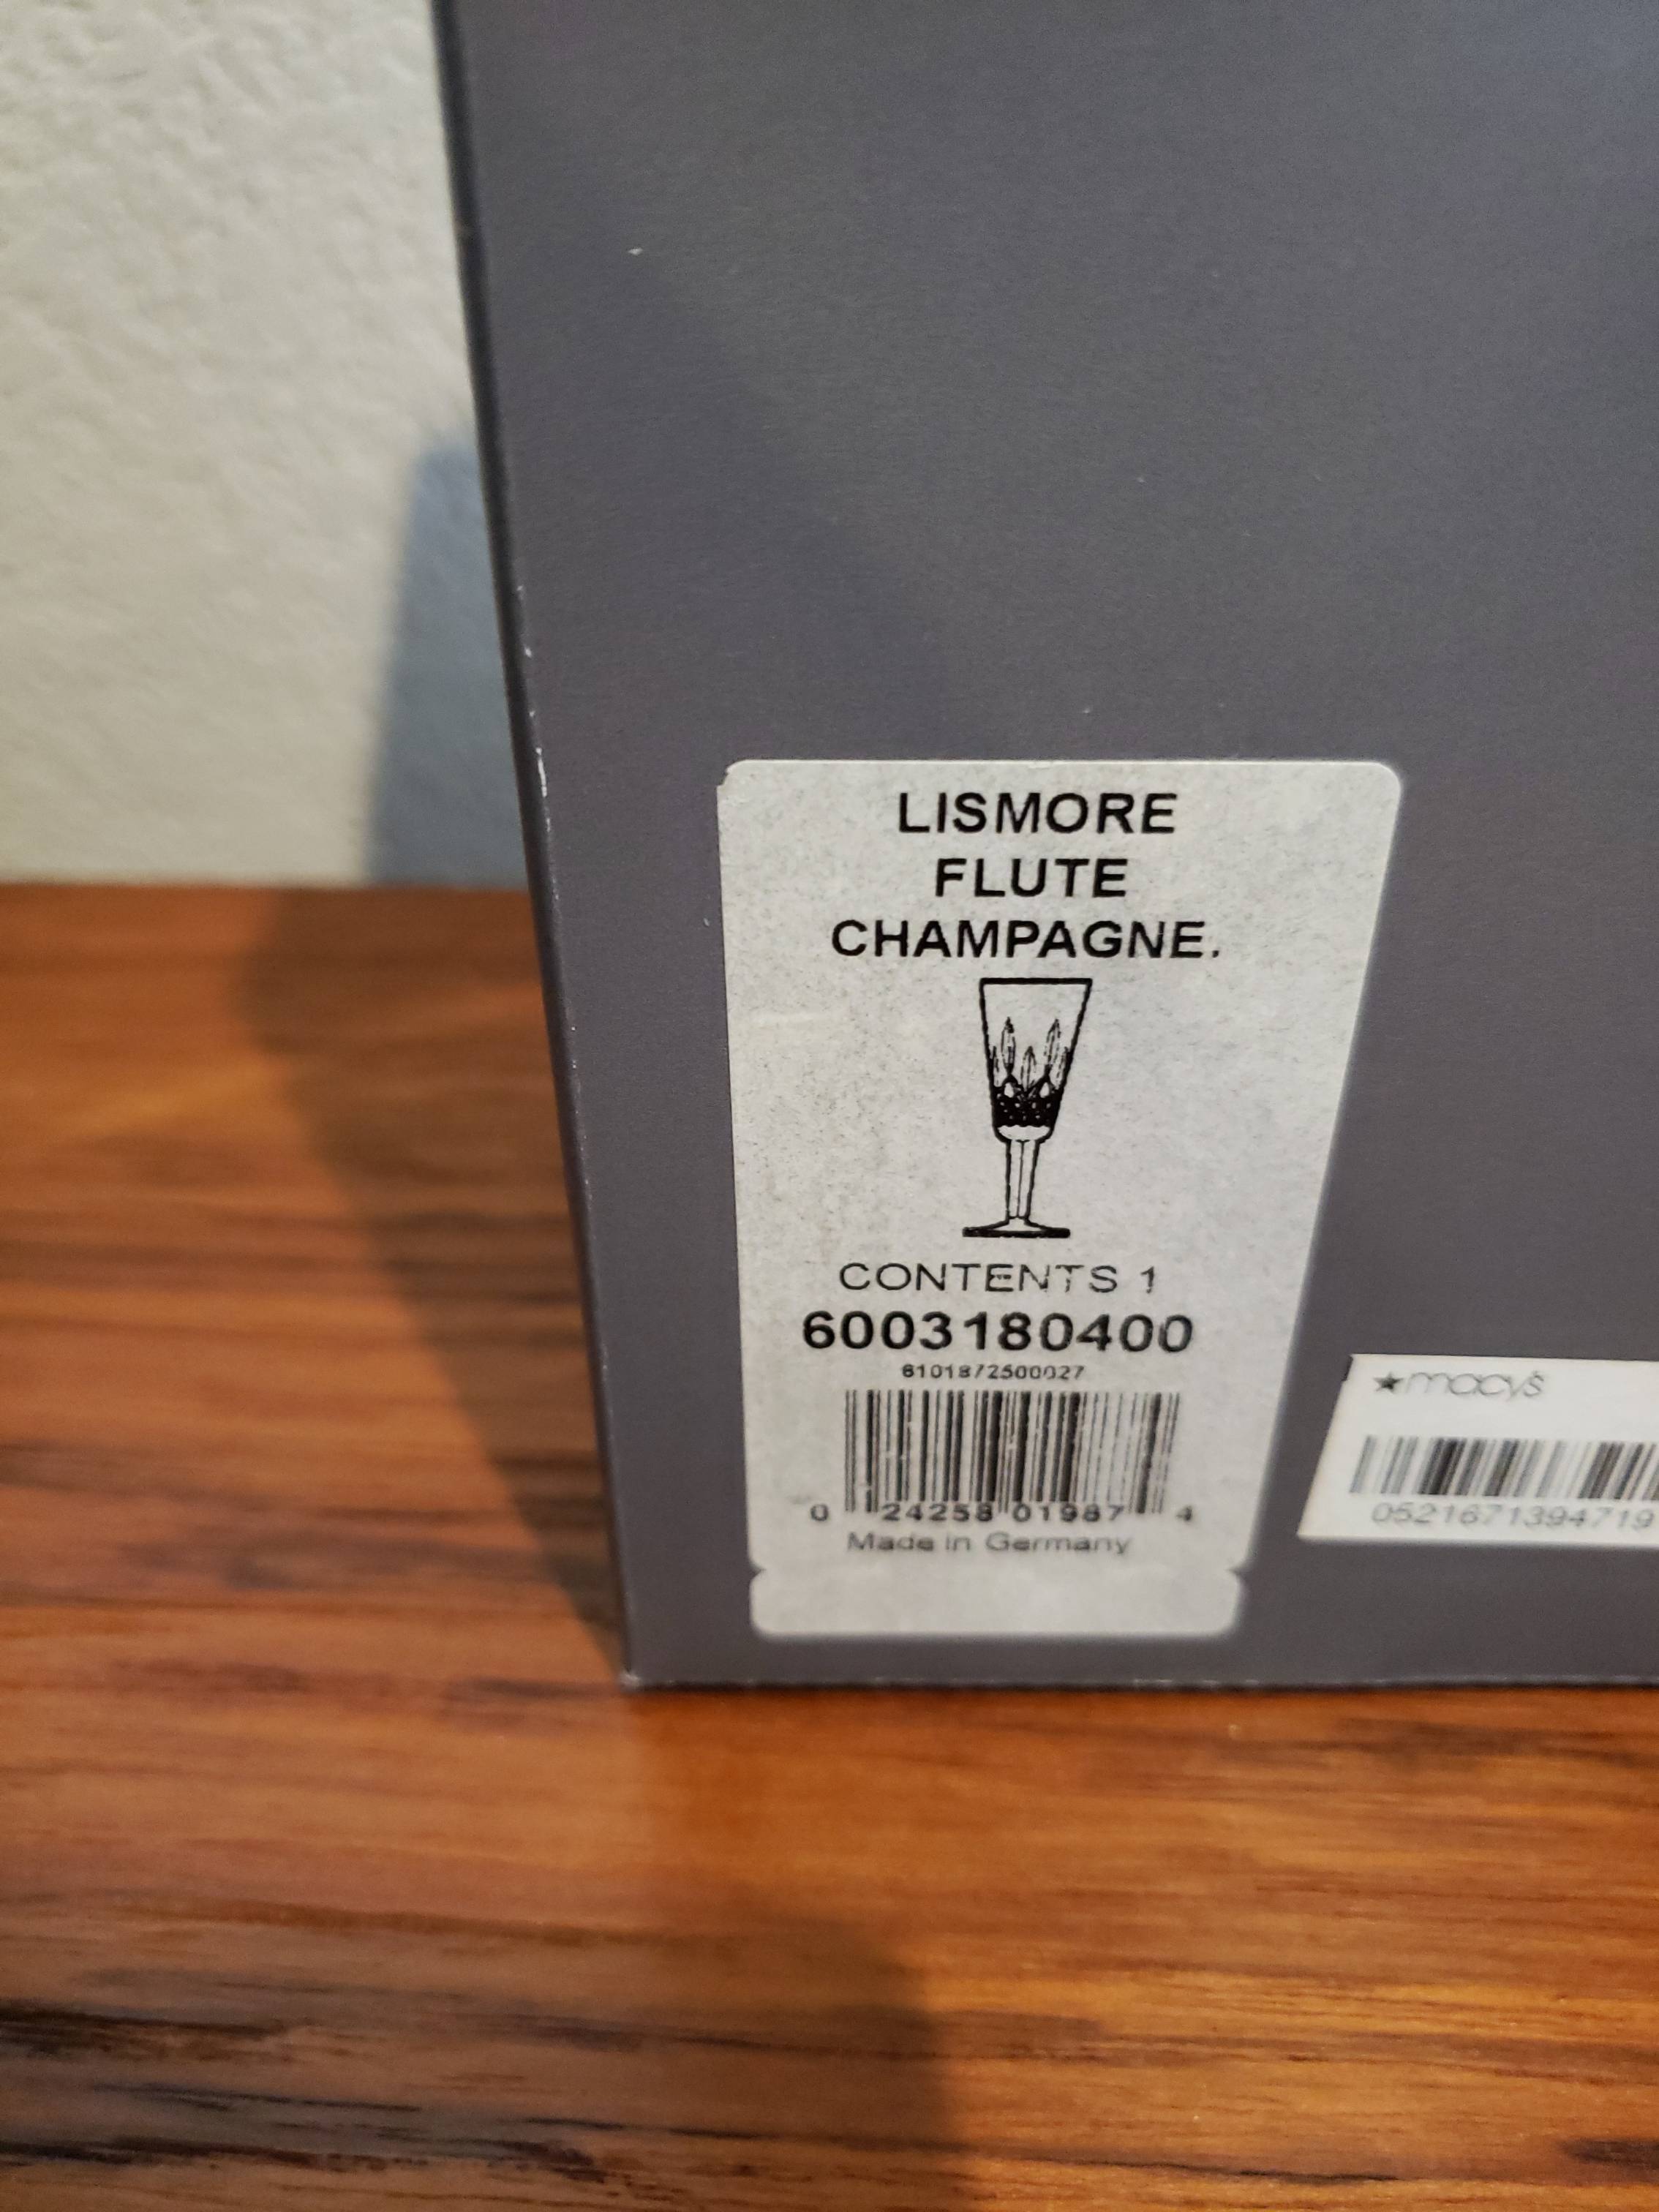 LISMORE
FLUTE
CHAMPAGNE.
CONTENTS 1
6003180400
6101872500027
0 24258 01987 4
Made in Germany
★macy's
0521671394719